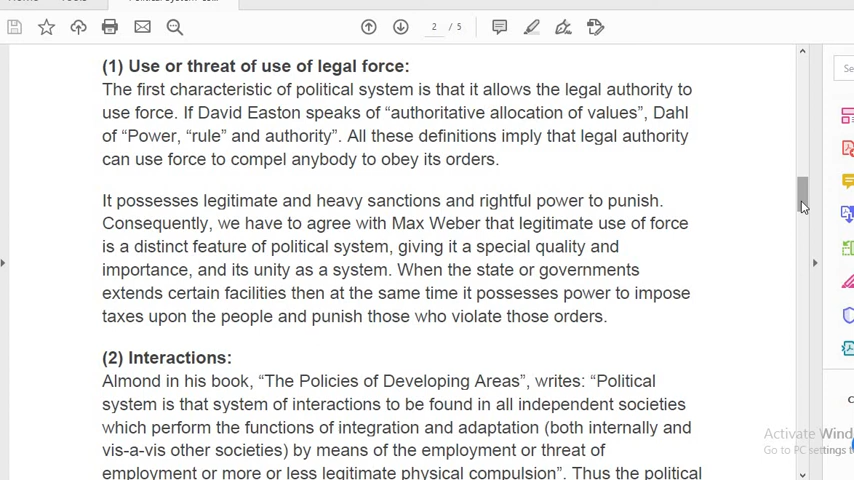 2 / 5
(1) Use or threat of use of legal force:
The first characteristic of political system is that it allows the legal authority to
use force. If David Easton speaks of “authoritative allocation of values”, Dahl
of “Power, “rule” and authority”. All these definitions imply that legal authority
can use force to compel anybody to obey its orders.
It possesses legitimate and heavy sanctions and rightful power to punish.
Consequently, we have to agree with Max Weber that legitimate use of force
is a distinct feature of political system, giving it a special quality and
importance, and its unity as a system. When the state or governments
extends certain facilities then at the same time it possesses power to impose
taxes upon the people and punish those who violate those orders.
(2) Interactions:
Almond in his book, “The Policies of Developing Areas”, writes: “Political
system is that system of interactions to be found in all independent societies
which perform the functions of integration and adaptation (both internally and
vis-a-vis other societies) by means of the employment or threat of
employment or more or less legitimate physical compulsion”. Thus the political
Se
Activate Wind
Go to PC settings t